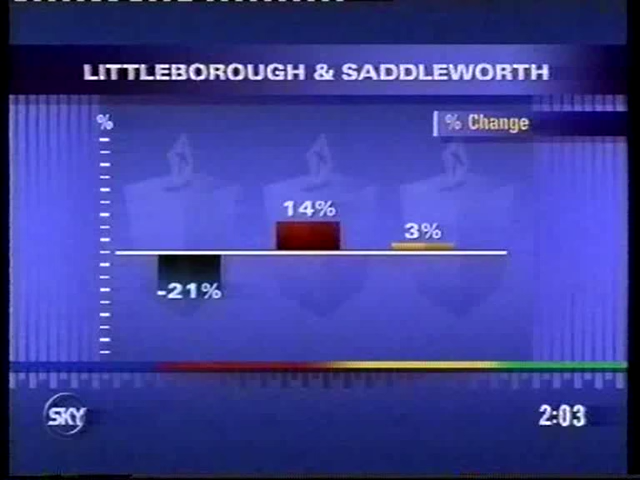 LITTLEBOROUGH & SADDLEWORTH
%
% Change
14%
3%
-21%
SKY
2:03